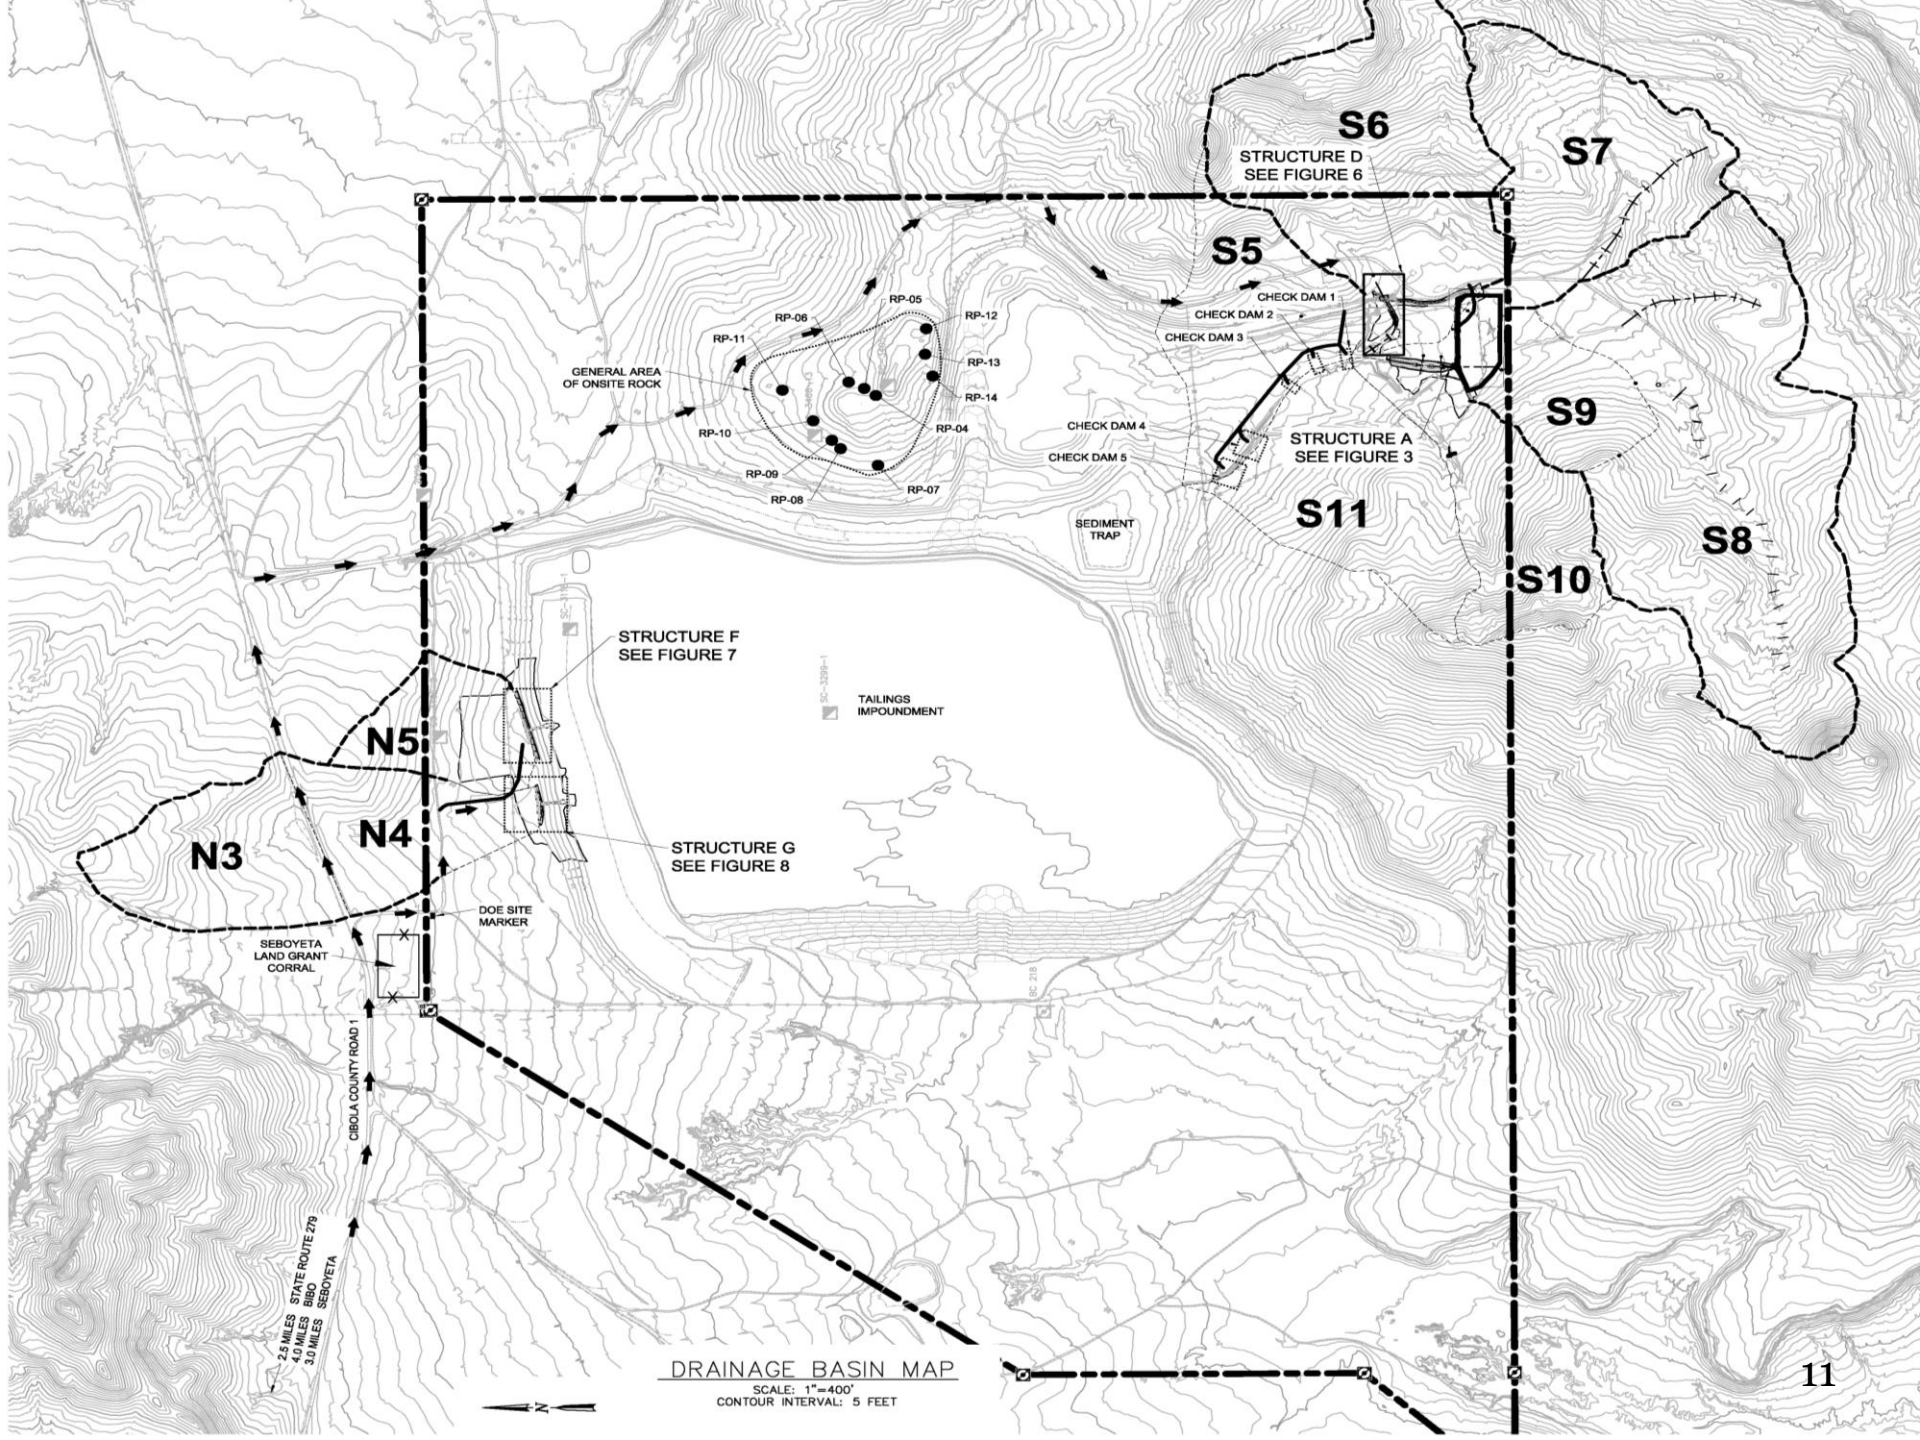 S6
S7
STRUCTURE D
SEE FIGURE 6
S5
CHECK DAM 1
CHECK DAM 2
CHECK DAM 3
RP-05
RP-06
RP-12
RP-11
RP-13
GENERAL AREA
OF ONSITE ROCK
RP-14
RP-10
RP-04
RP-09
RP-08
RP-07
CHECK DAM 4
CHECK DAM 5
STRUCTURE A
SEE FIGURE 3
S9
S11
SEDIMENT
TRAP
S8
S10
STRUCTURE F
SEE FIGURE 7
SC-3299-1
TAILINGS
IMPOUNDMENT
N5
N4
N3
STRUCTURE G
SEE FIGURE 8
DOE SITE
MARKER
SEBOYETA
LAND GRANT
CORRAL
BC 218
CIBOLA COUNTY ROAD 1
2.5 MILES STATE ROUTE 279
4.0 MILES BIBO
3.0 MILES SEBOYETA
DRAINAGE BASIN MAP
SCALE: 1"=400'
CONTOUR INTERVAL: 5 FEET
N
11